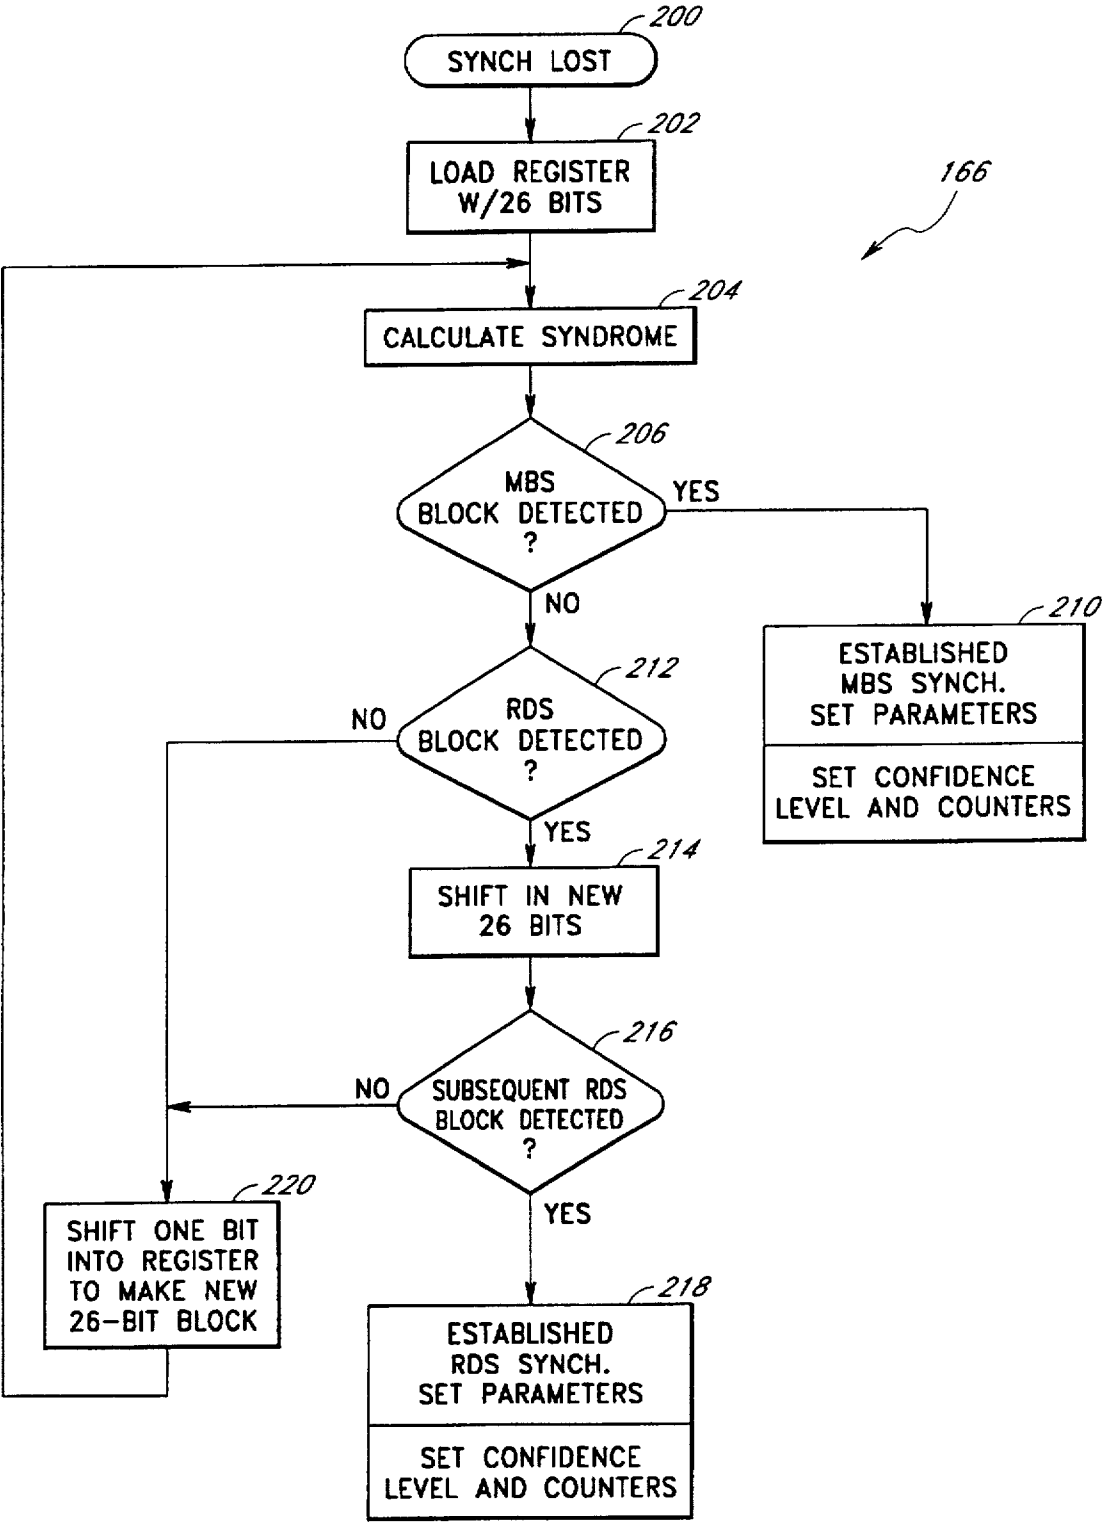 200
SYNCH LOST
202
LOAD REGISTER
W/26 BITS
166
204
CALCULATE SYNDROME
206
MBS
BLOCK DETECTED
?
YES
NO
210
ESTABLISHED
MBS SYNCH.
SET PARAMETERS
SET CONFIDENCE
LEVEL AND COUNTERS
212
RDS
BLOCK DETECTED
?
NO
YES
214
SHIFT IN NEW
26 BITS
216
SUBSEQUENT RDS
BLOCK DETECTED
?
NO
YES
220
SHIFT ONE BIT
INTO REGISTER
TO MAKE NEW
26-BIT BLOCK
218
ESTABLISHED
RDS SYNCH.
SET PARAMETERS
SET CONFIDENCE
LEVEL AND COUNTERS